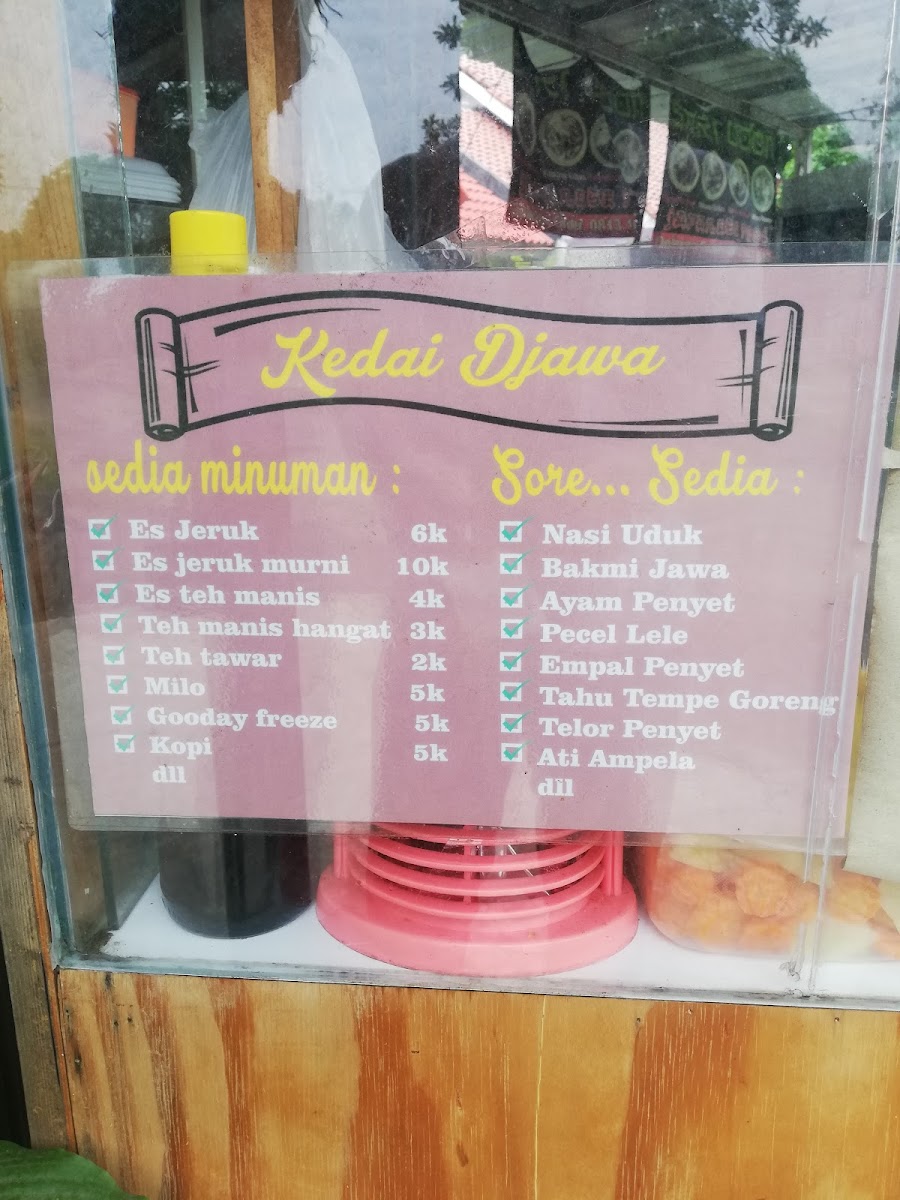 Kedai Djawa
sedia minuman :
Es Jeruk 6k
Es jeruk murni 10k
Es teh manis 4k
Teh manis hangat 3k
Teh tawar 2k
Milo 5k
Gooday freeze 5k
Kopi 5k
dll
Sore... Sedia :
Nasi Uduk
Bakmi Jawa
Ayam Penyet
Pecel Lele
Empal Penyet
Tahu Tempe Goreng
Telor Penyet
Ati Ampela
dll